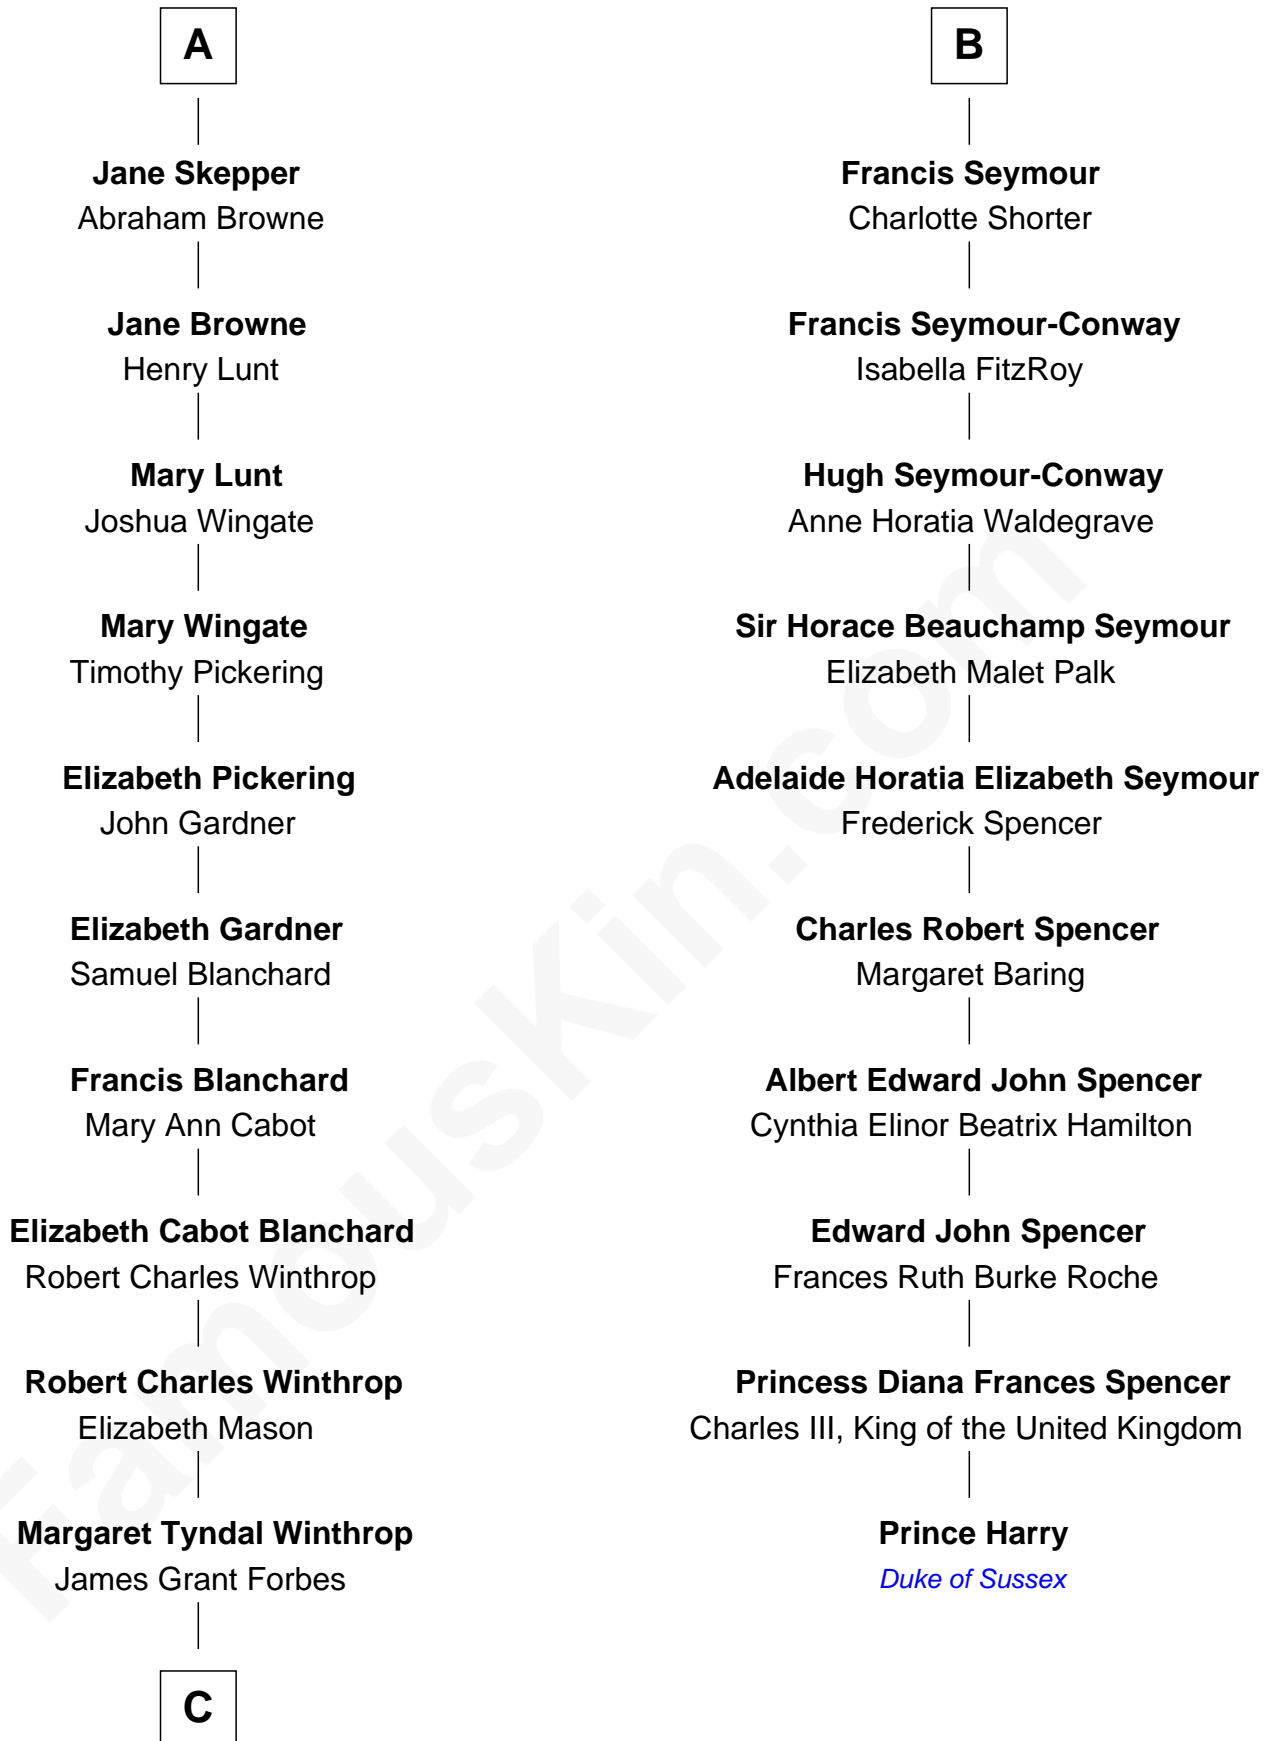 A
Jane Skepper
Abraham Browne
Jane Browne
Henry Lunt
Mary Lunt
Joshua Wingate
Mary Wingate
Timothy Pickering
Elizabeth Pickering
John Gardner
Elizabeth Gardner
Samuel Blanchard
Francis Blanchard
Mary Ann Cabot
Elizabeth Cabot Blanchard
Robert Charles Winthrop
Robert Charles Winthrop
Elizabeth Mason
Margaret Tyndal Winthrop
James Grant Forbes
C
B
Francis Seymour
Charlotte Shorter
Francis Seymour-Conway
Isabella FitzRoy
Hugh Seymour-Conway
Anne Horatia Waldegrave
Sir Horace Beauchamp Seymour
Elizabeth Malet Palk
Adelaide Horatia Elizabeth Seymour
Frederick Spencer
Charles Robert Spencer
Margaret Baring
Albert Edward John Spencer
Cynthia Elinor Beatrix Hamilton
Edward John Spencer
Frances Ruth Burke Roche
Princess Diana Frances Spencer
Charles III, King of the United Kingdom
Prince Harry
Duke of Sussex
FamousKin.com